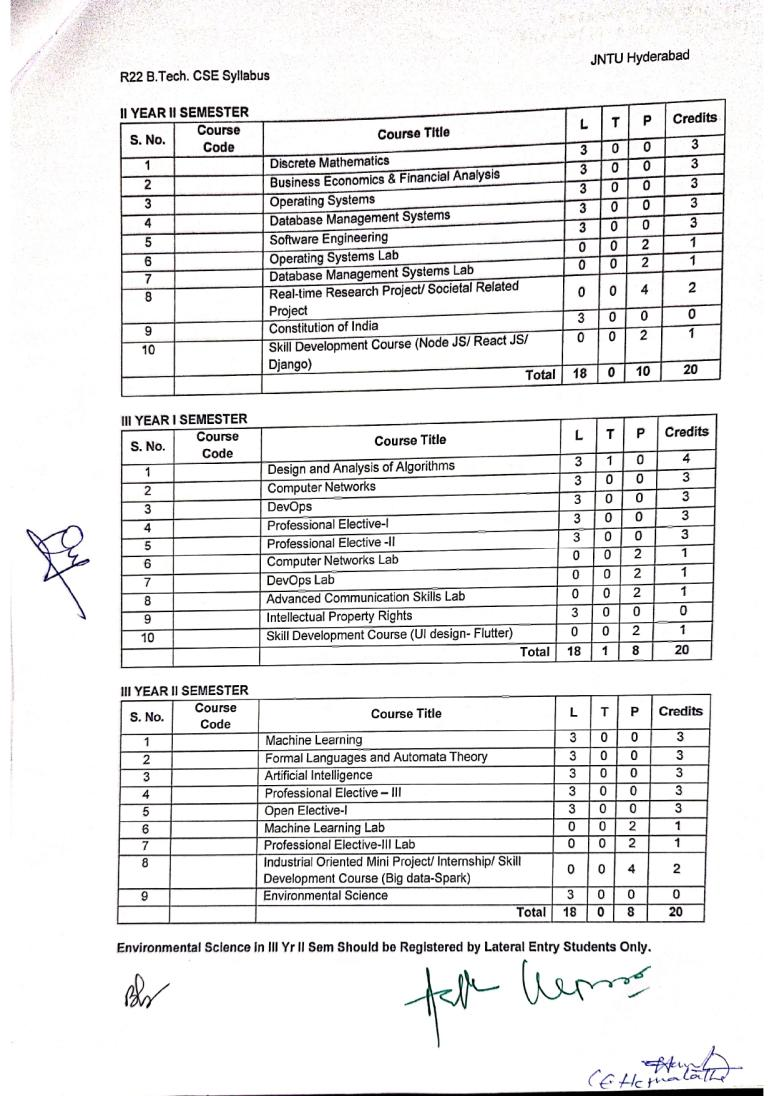 JNTU Hyderabad
R22 B.Tech. CSE Syllabus
II YEAR II SEMESTER
S. No. Course Code Course Title L T P Credits
1 Discrete Mathematics 3 0 0 3
2 Business Economics & Financial Analysis 3 0 0 3
3 Operating Systems 3 0 0 3
4 Database Management Systems 3 0 0 3
5 Software Engineering 3 0 0 3
6 Operating Systems Lab 0 0 2 1
7 Database Management Systems Lab 0 0 2 1
8 Real-time Research Project/ Societal Related 0 0 4 2
Project
9 Constitution of India 3 0 0 0
10 Skill Development Course (Node JS/ React JS/ 0 0 2 1
Django)
Total 18 0 10 20
III YEAR I SEMESTER
S. No. Course Code Course Title L T P Credits
1 Design and Analysis of Algorithms 3 1 0 4
2 Computer Networks 3 0 0 3
3 DevOps 3 0 0 3
4 Professional Elective-I 3 0 0 3
5 Professional Elective -II 3 0 0 3
6 Computer Networks Lab 0 0 2 1
7 DevOps Lab 0 0 2 1
8 Advanced Communication Skills Lab 0 0 2 1
9 Intellectual Property Rights 3 0 0 0
10 Skill Development Course (UI design- Flutter) 0 0 2 1
Total 18 1 8 20
III YEAR II SEMESTER
S. No. Course Code Course Title L T P Credits
1 Machine Learning 3 0 0 3
2 Formal Languages and Automata Theory 3 0 0 3
3 Artificial Intelligence 3 0 0 3
4 Professional Elective – III 3 0 0 3
5 Open Elective-I 3 0 0 3
6 Machine Learning Lab 0 0 2 1
7 Professional Elective-III Lab 0 0 2 1
8 Industrial Oriented Mini Project/ Internship/ Skill 0 0 4 2
Development Course (Big data-Spark)
9 Environmental Science 3 0 0 0
Total 18 0 8 20
Environmental Science in III Yr II Sem Should be Registered by Lateral Entry Students Only.